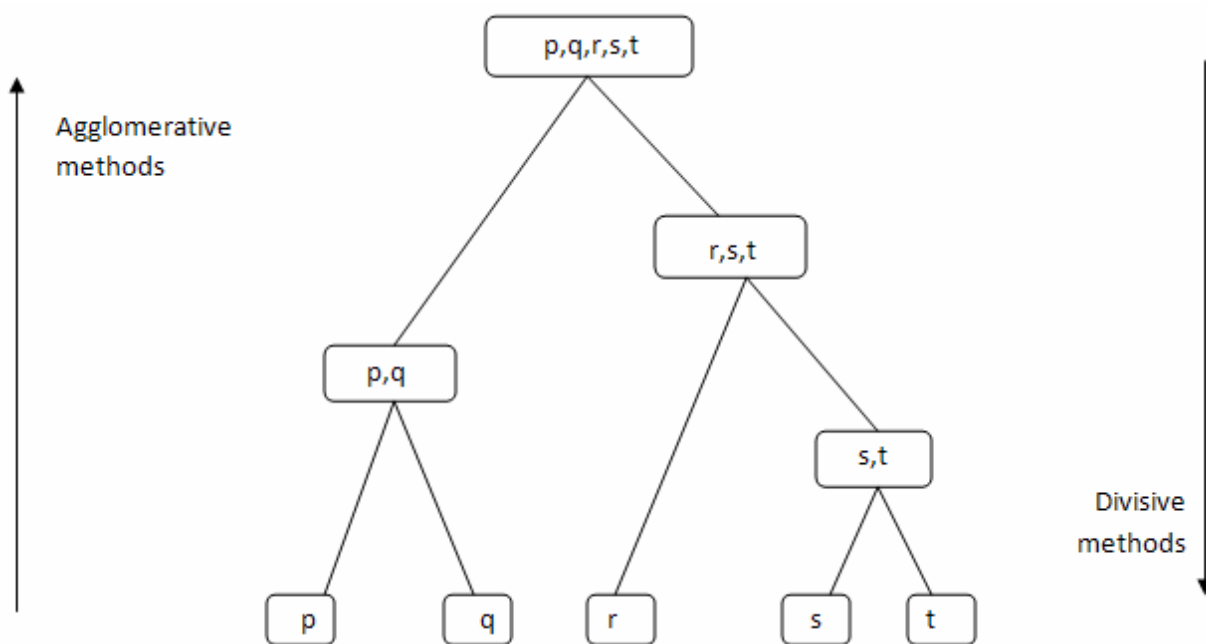 p,q,r,s,t
Agglomerative
methods
r,s,t
p,q
s,t
Divisive
methods
p
q
r
s
t